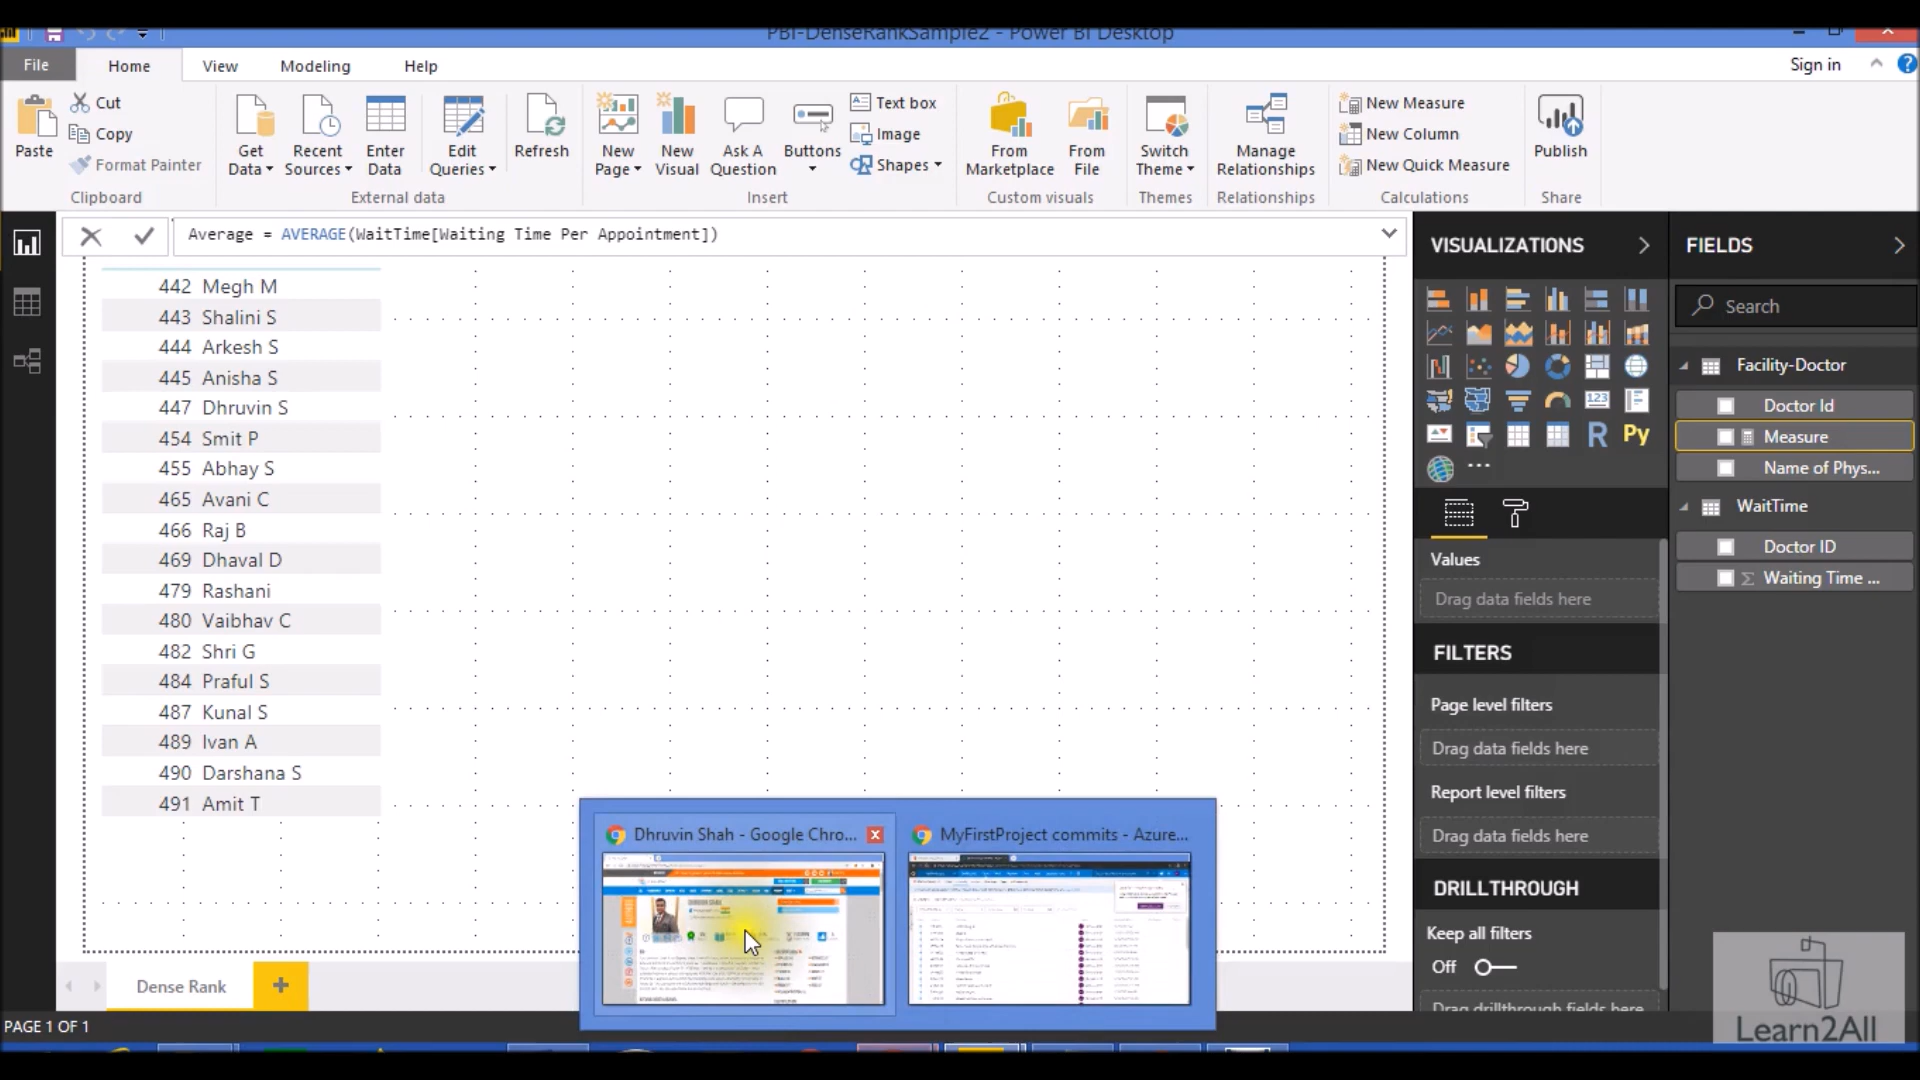 PBI-DenseRankSample2 - Power BI Desktop
File
Home
View
Modeling
Help
Sign in
Paste
Cut
Copy
Format Painter
Clipboard
Get Data
Recent Sources
Enter Data
Edit Queries
Refresh
External data
New Page
New Visual
Ask A Question
Buttons
Text box
Image
Shapes
Insert
From Marketplace
From File
Custom visuals
Switch Theme
Themes
Manage Relationships
Relationships
New Measure
New Column
New Quick Measure
Calculations
Publish
Share
Average = AVERAGE(WaitTime[Waiting Time Per Appointment])
442 Megh M
443 Shalini S
444 Arkesh S
445 Anisha S
447 Dhruvin S
454 Smit P
455 Abhay S
465 Avani C
466 Raj B
469 Dhaval D
479 Rashani
480 Vaibhav C
482 Shri G
484 Praful S
487 Kunal S
489 Ivan A
490 Darshana S
491 Amit T
VISUALIZATIONS
123
R
Py
Values
Drag data fields here
FILTERS
Page level filters
Drag data fields here
Report level filters
Drag data fields here
DRILLTHROUGH
Keep all filters
Off
Drag drillthrough fields here
FIELDS
Search
Facility-Doctor
Doctor Id
Measure
Name of Phys...
WaitTime
Doctor ID
Waiting Time ...
Dhruvin Shah - Google Chro...
MyFirstProject commits - Azure...
Dense Rank
PAGE 1 OF 1
Learn2All